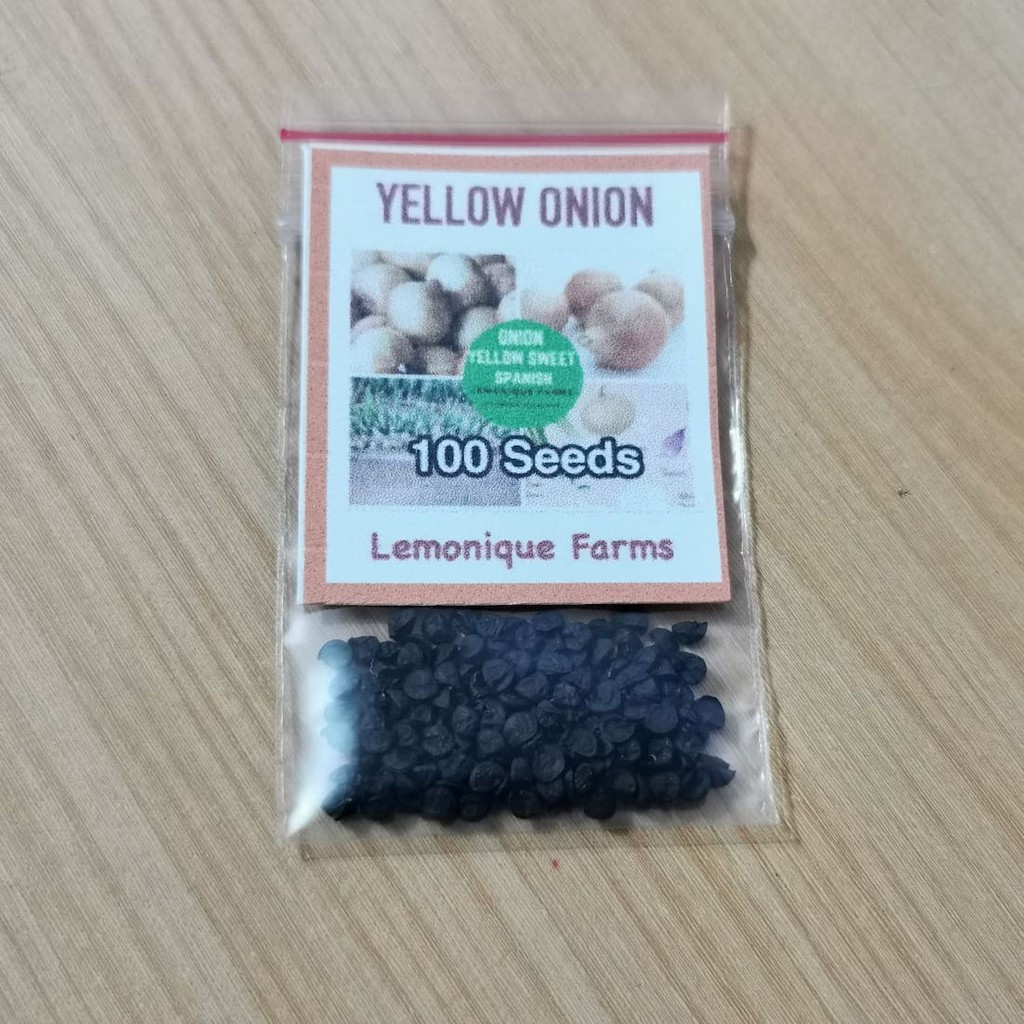 YELLOW ONION
ONION
YELLOW SWEET
SPANISH
100 Seeds
Lemonique Farms